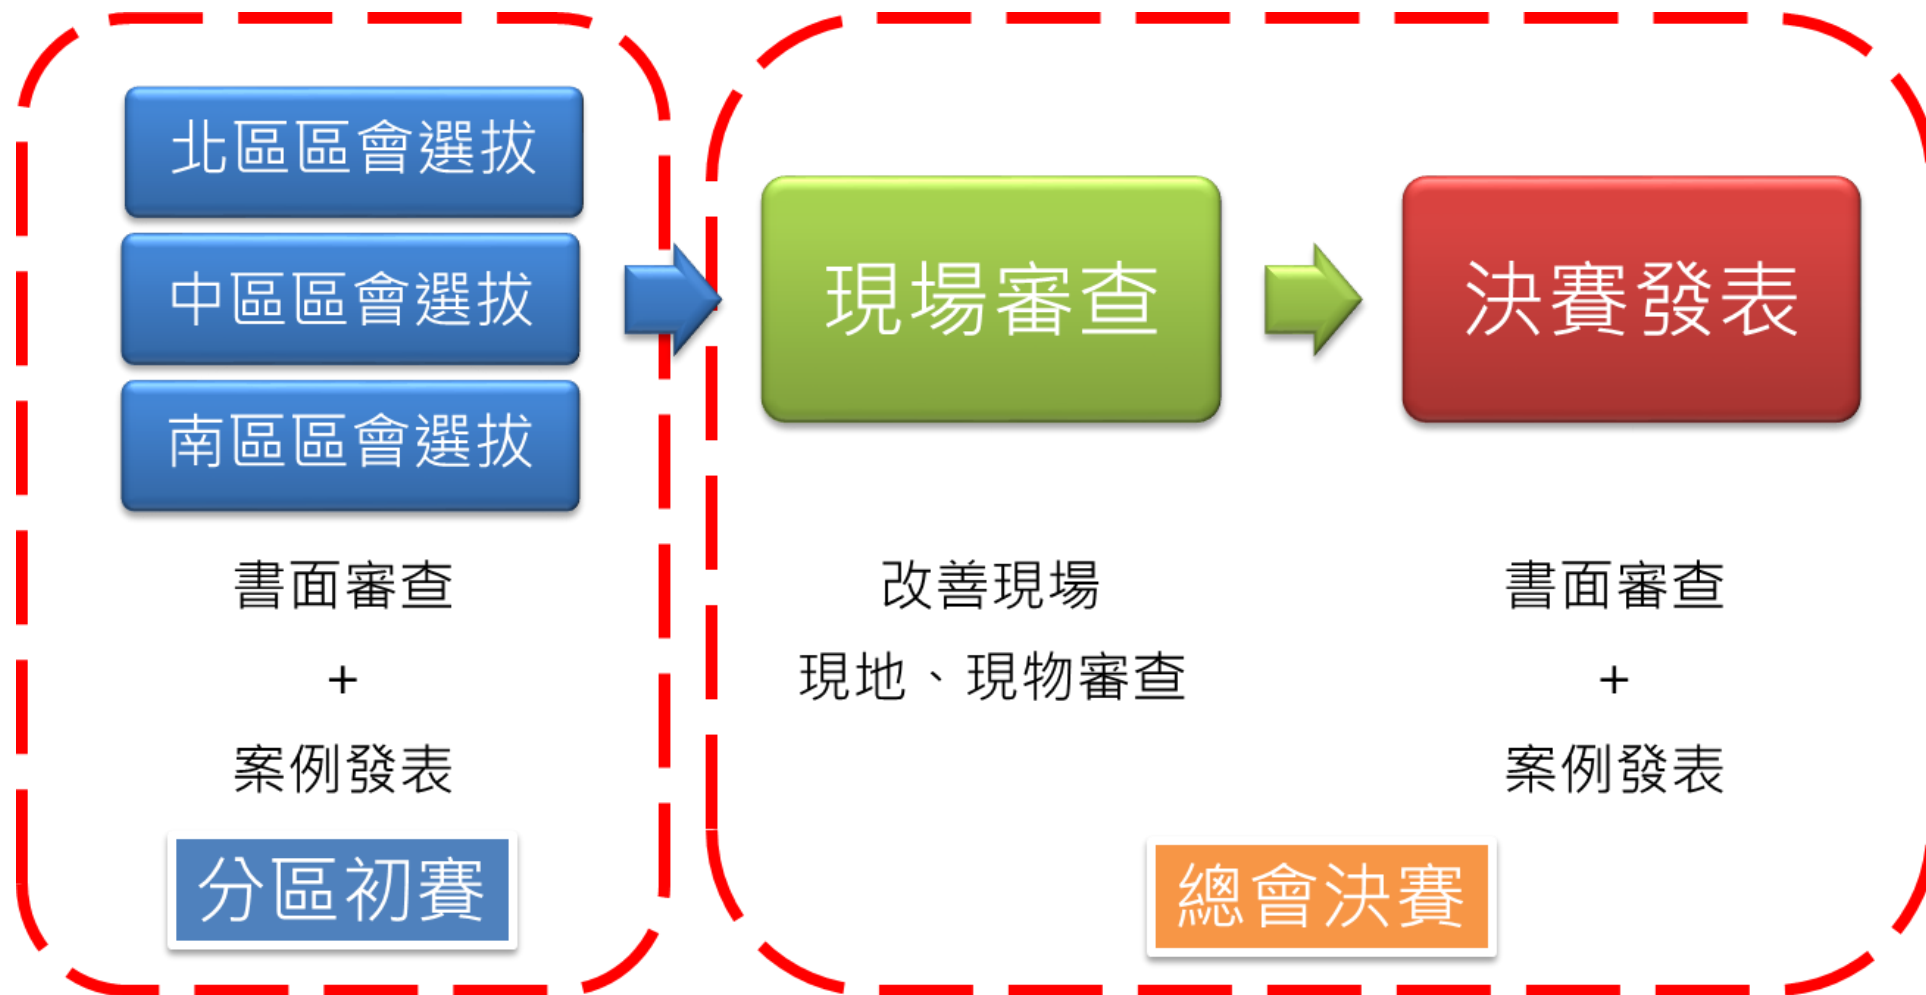 北區區會選拔
中區區會選拔
南區區會選拔
書面審查
+
案例發表
分區初賽
現場審查
改善現場
現地、現物審查
決賽發表
書面審查
+
案例發表
總會決賽